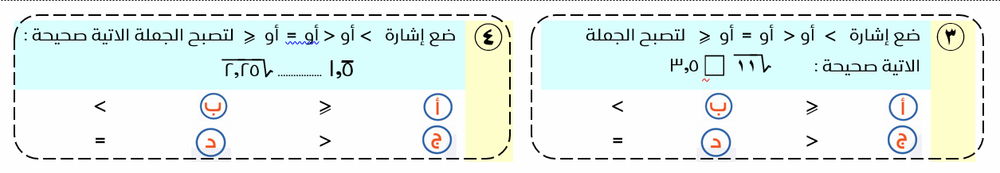 ٣ ضع إشارة < أو > أو = أو ⩾ لتصبح الجملة
الاتية صحيحة : √١١ □ ٣,٥
أ ⩾ ب <
ج > د =
٤ ضع إشارة < أو > أو = أو ⩾ لتصبح الجملة الاتية صحيحة :
١,٥̅ ................ √٢,٢٥
أ ⩾ ب <
ج > د =